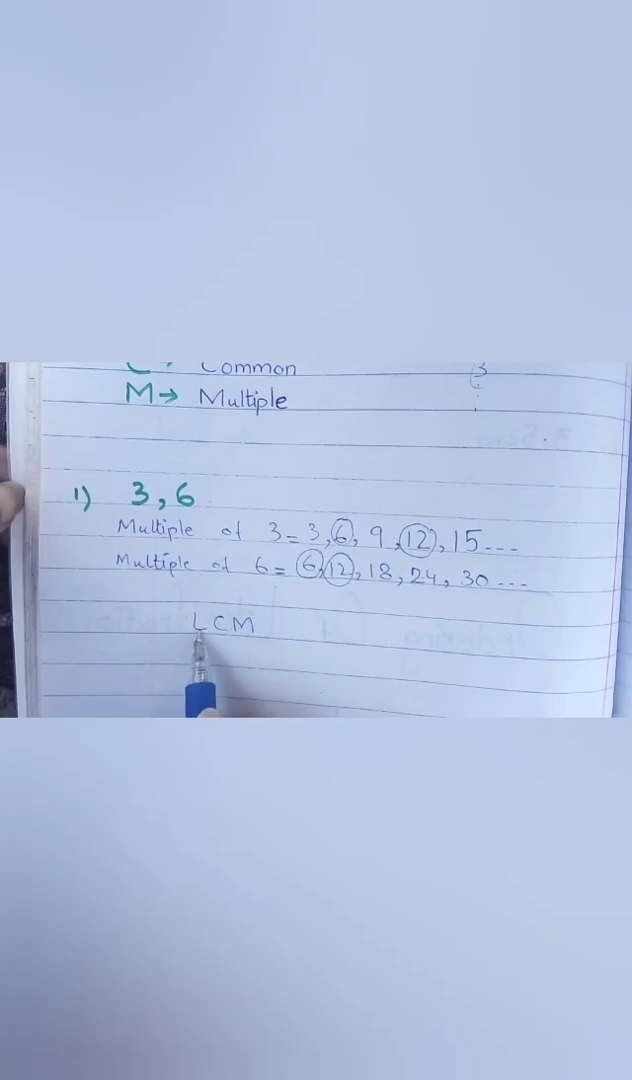 Common
M→ Multiple
3
1) 3, 6
Multiple of 3 = 3, 6, 9, 12, 15 ---
Multiple of 6 = 6, 12, 18, 24, 30 ---
LCM